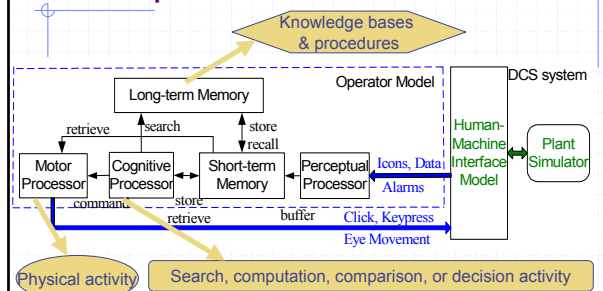 Knowledge bases
& procedures
Operator Model
DCS system
Long-term Memory
retrieve
search
store
recall
Motor
Processor
Cognitive
Processor
Short-term
Memory
Perceptual
Processor
Icons, Data
Alarms
Human-
Machine
Interface
Model
Plant
Simulator
command
store
retrieve
buffer
Click, Keypress
Eye Movement
Physical activity
Search, computation, comparison, or decision activity